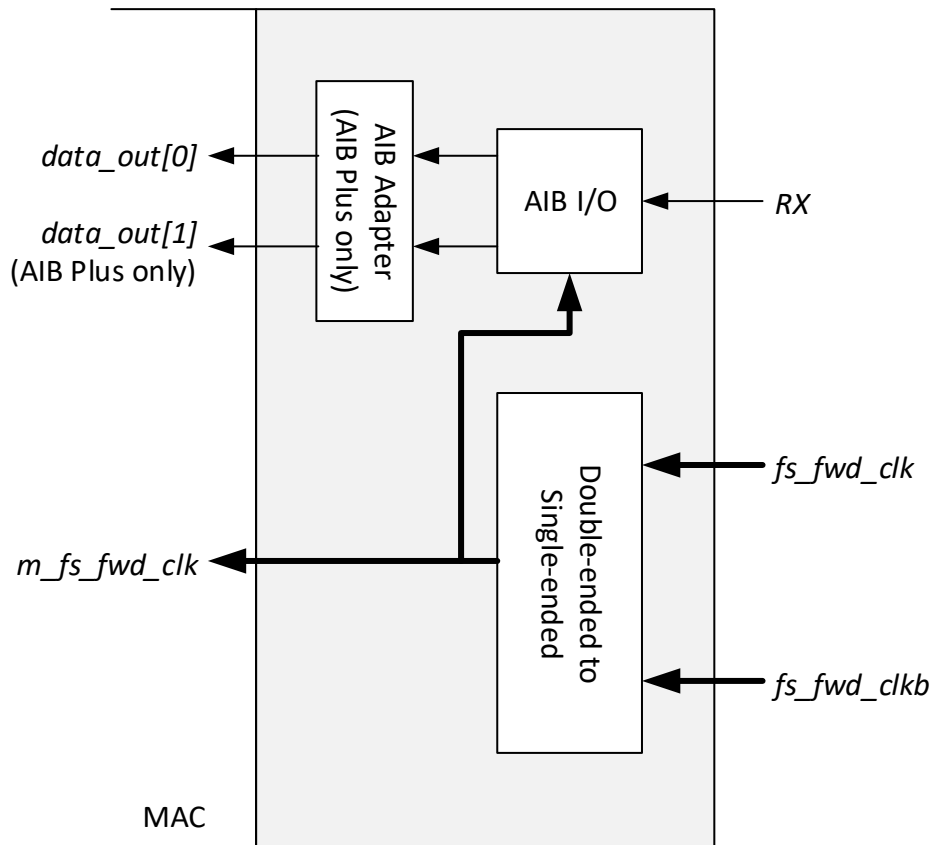 data_out[0]
data_out[1]
(AIB Plus only)
AIB Adapter
(AIB Plus only)
AIB I/O
RX
m_fs_fwd_clk
Double-ended to
Single-ended
fs_fwd_clk
fs_fwd_clkb
MAC